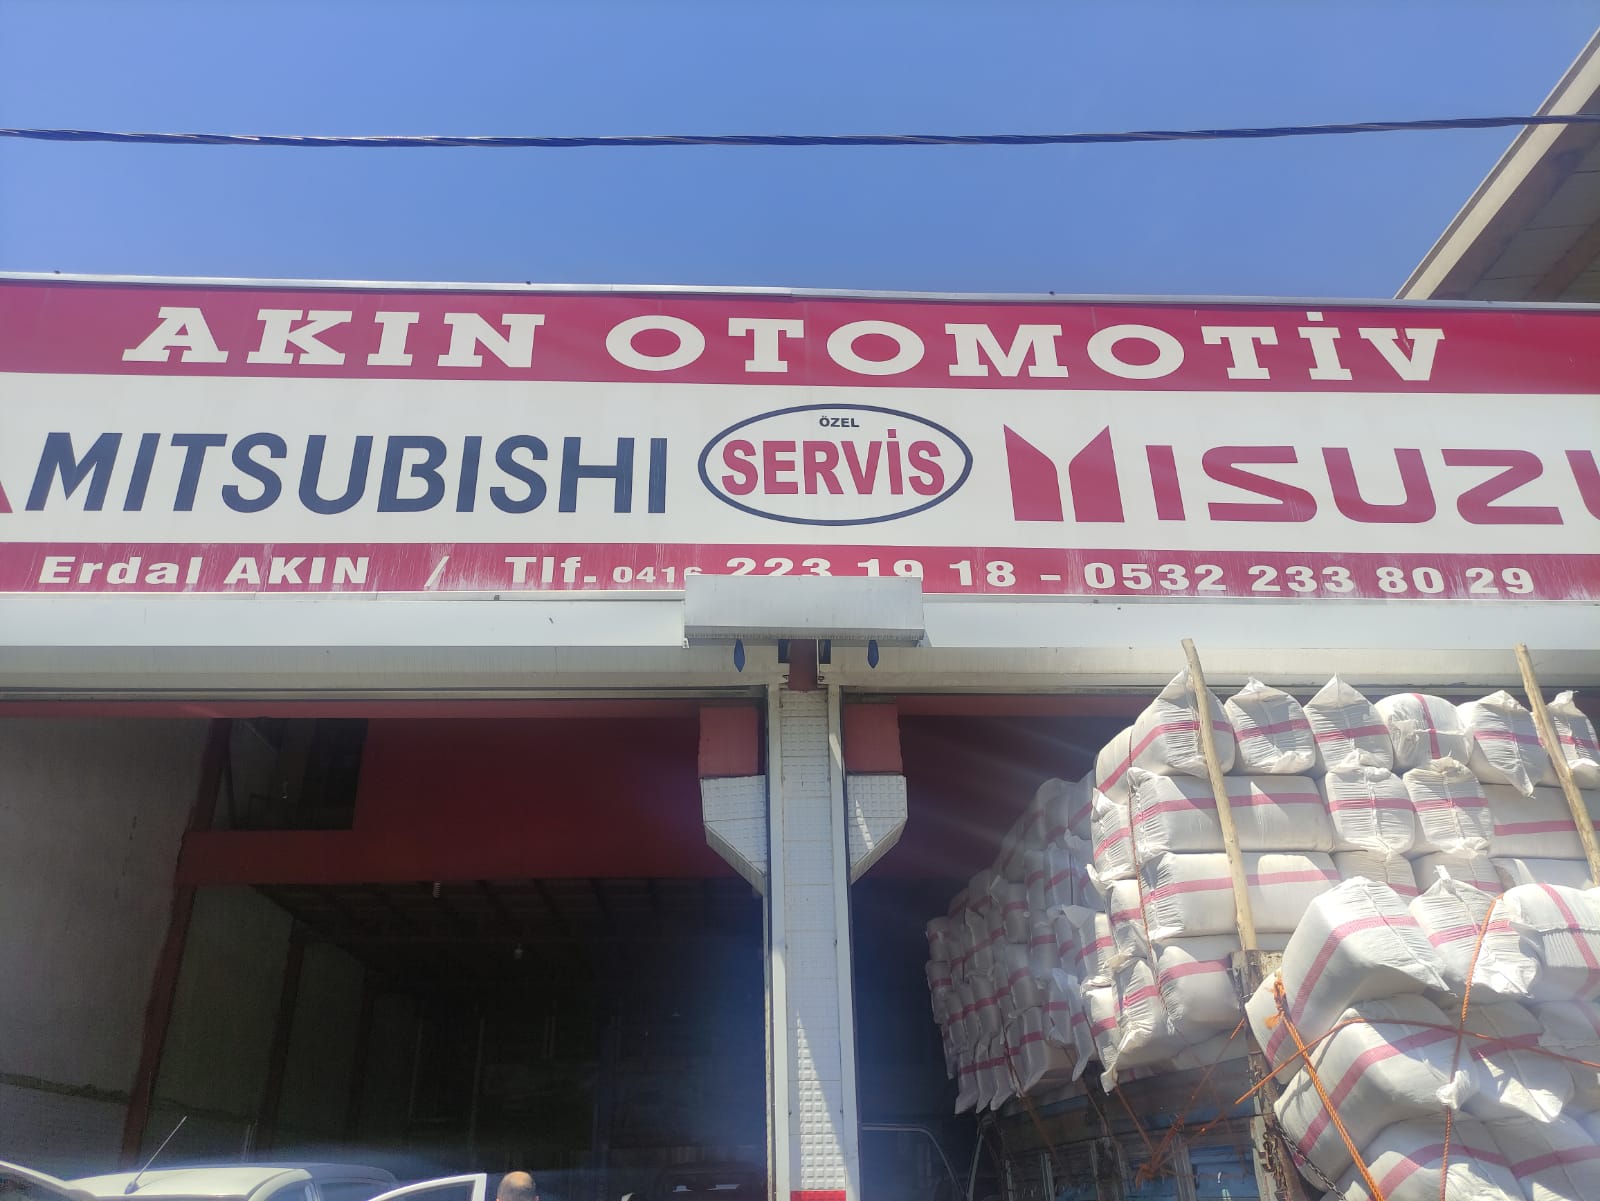 AKIN OTOMOTİV
MITSUBISHI
ÖZEL
SERVİS
ISUZU
Erdal AKIN / Tlf. 0416 223 19 18 - 0532 233 80 29